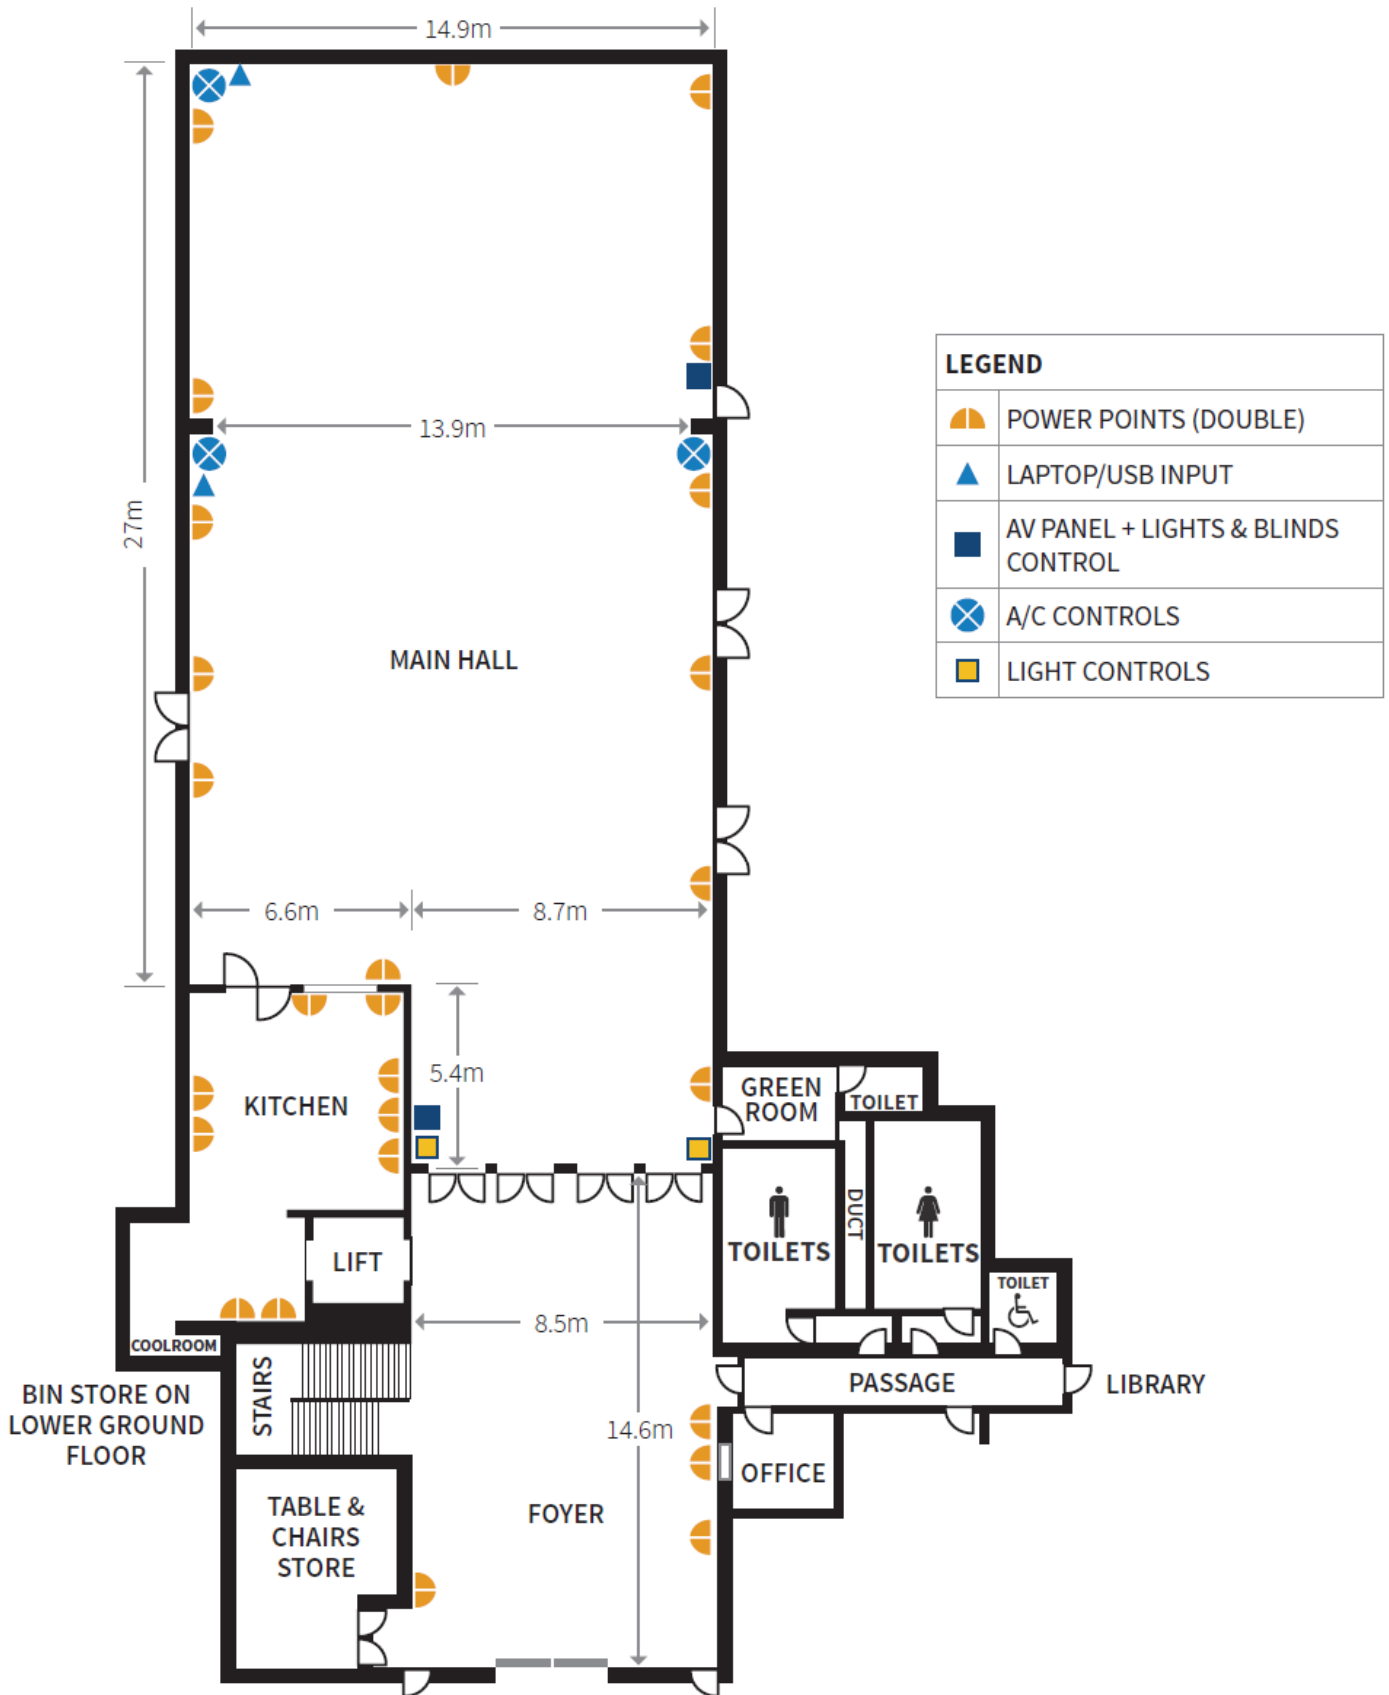 14.9m
LEGEND
POWER POINTS (DOUBLE)
13.9m
LAPTOP/USB INPUT
27m
AV PANEL + LIGHTS & BLINDS
CONTROL
A/C CONTROLS
MAIN HALL
LIGHT CONTROLS
6.6m
8.7m
5.4m
KITCHEN
GREEN
ROOM
TOILET
DUCT
TOILETS
TOILETS
LIFT
TOILET
8.5m
COOLROOM
BIN STORE ON
LOWER GROUND
FLOOR
STAIRS
PASSAGE
LIBRARY
14.6m
OFFICE
TABLE &
CHAIRS
STORE
FOYER